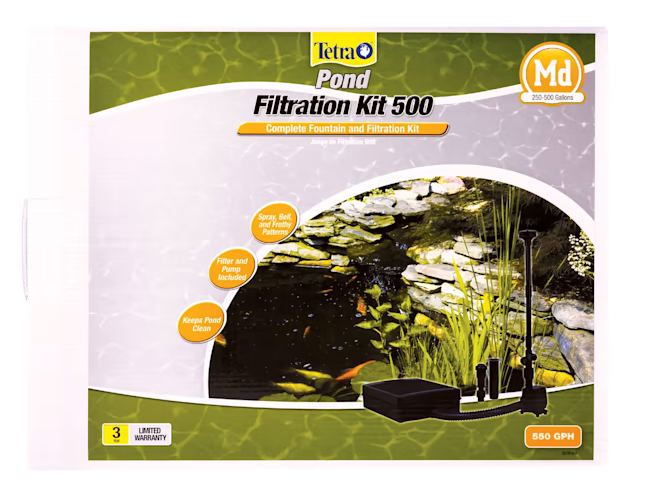 Tetra
Pond
Filtration Kit 500
Complete Fountain and Filtration Kit
Md
250-500 Gallons
Spray, Bell,
and Frothy
Patterns
Filter and
Pump
Included
Keeps Pond
Clean
3
LIMITED
WARRANTY
550 GPH